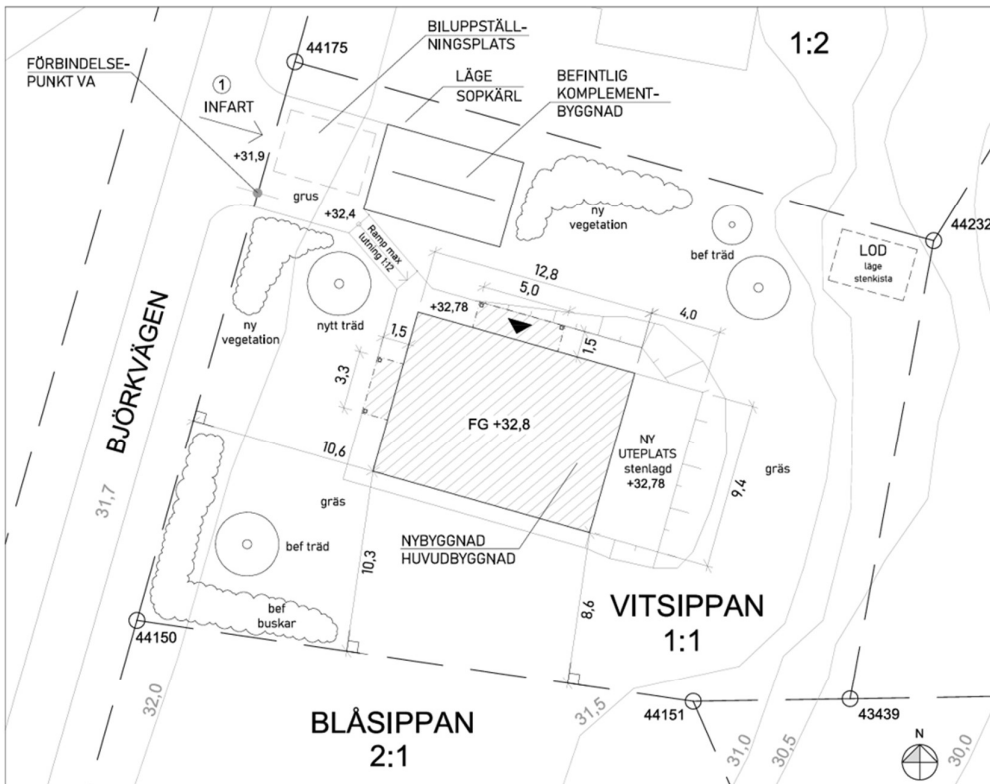 44175
BILUPPSTÄLL-
NINGSPLATS
1:2
FÖRBINDELSE-
PUNKT VA
1
INFART
LÄGE
SOPKÄRL
BEFINTLIG
KOMPLEMENT-
BYGGNAD
+31,9
grus
+32,4
Ramp max
lutning 1:12
ny
vegetation
bef träd
44232
LOD
läge
stenkista
12,8
5,0
4,0
+32,78
1,5
1,5
ny
vegetation
nytt träd
3,3
BJÖRKVÄGEN
FG +32,8
NY
UTEPLATS
stenlagd
+32,78
9,4
gräs
10,6
gräs
31,7
bef träd
10,3
NYBYGGNAD
HUVUDBYGGNAD
8,6
VITSIPPAN
1:1
bef
buskar
44150
32,0
BLÅSIPPAN
2:1
31,5
44151
43439
31,0
30,5
N
30,0